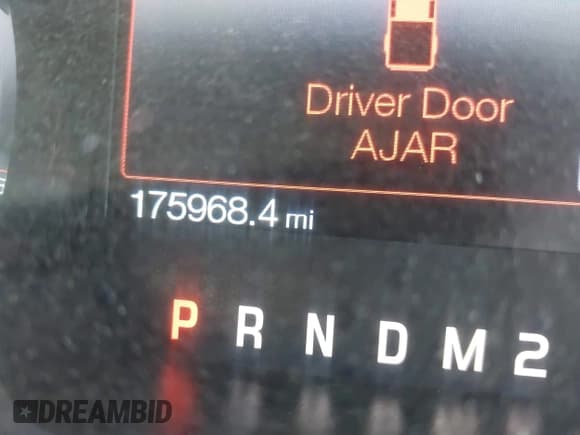 Driver Door
AJAR
175968.4 mi
P R N D M 2
DREAMBID